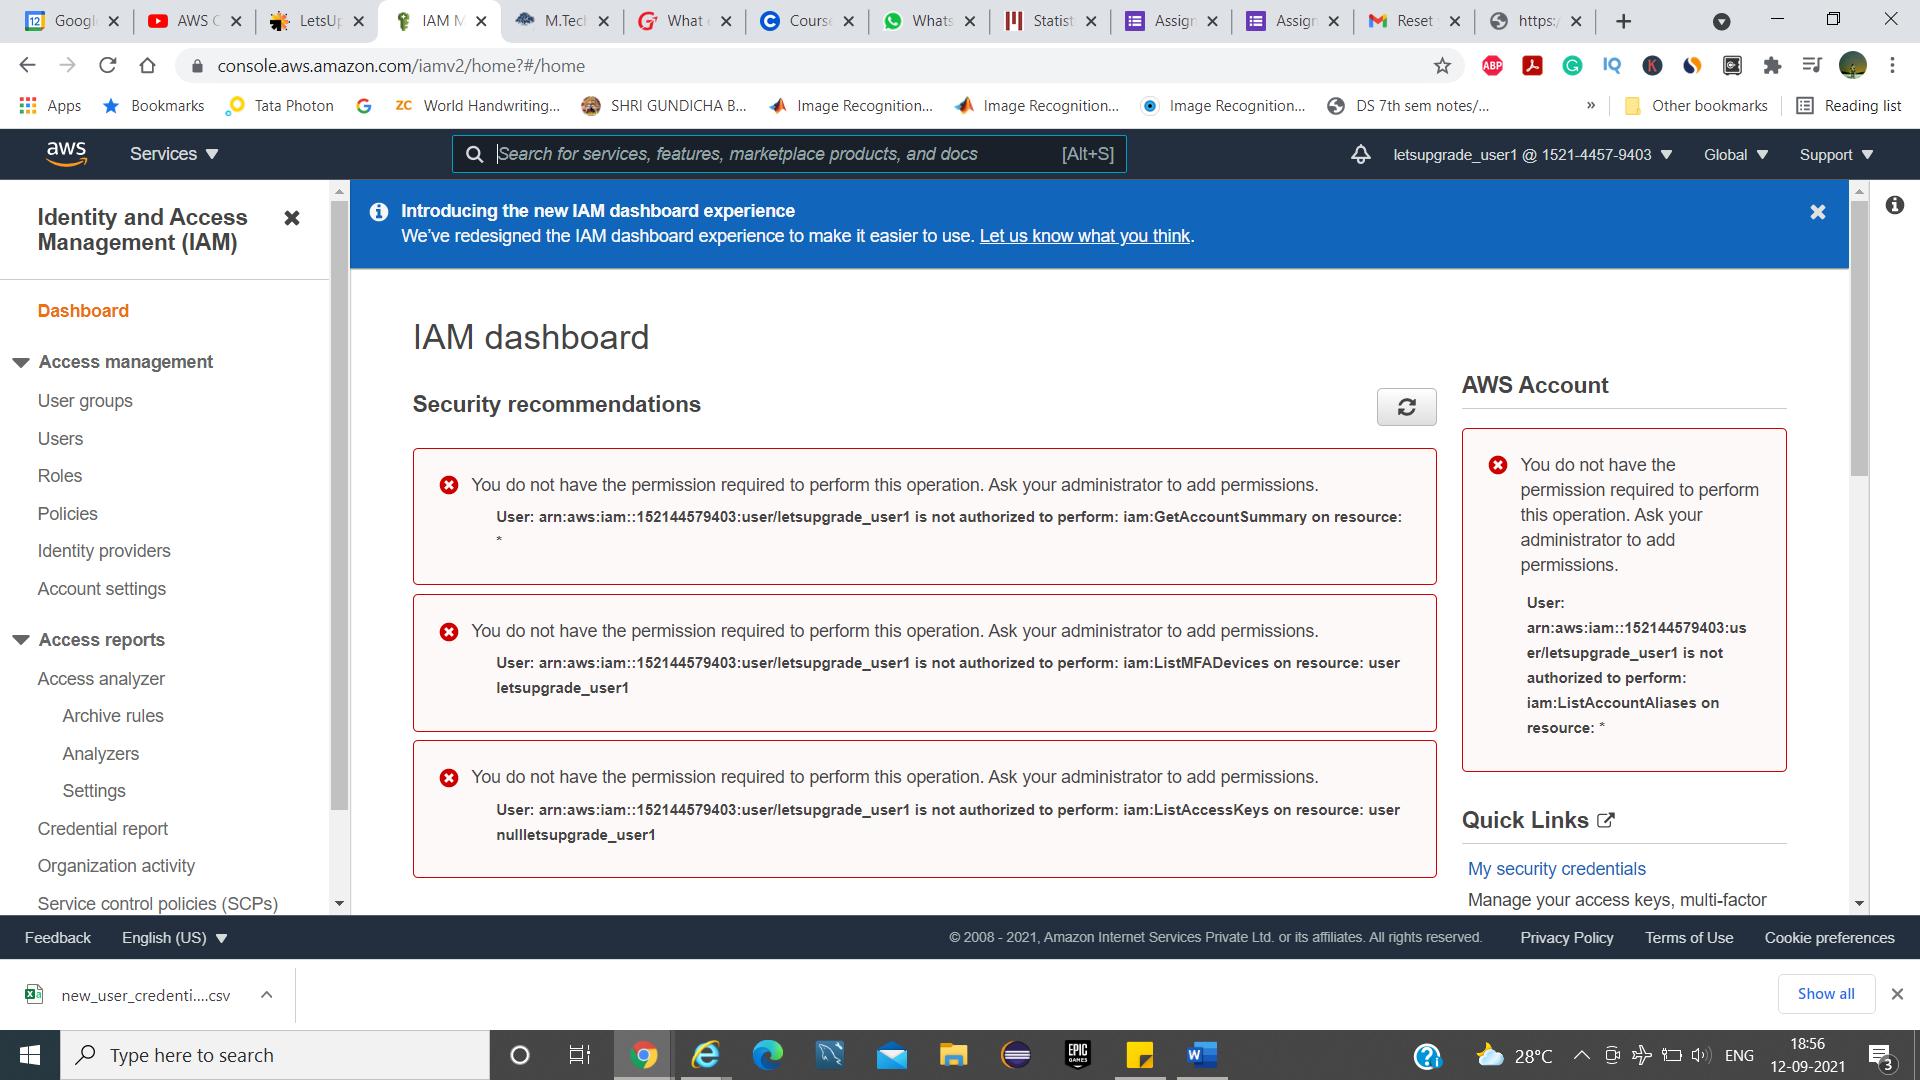 Google
AWS C
LetsUp
IAM M
M.Tech
What
Course
Whats
Statist
Assign
Assign
Reset
https:/
console.aws.amazon.com/iamv2/home?#/home
Apps
Bookmarks
Tata Photon
World Handwriting...
SHRI GUNDICHA B...
Image Recognition...
Image Recognition...
Image Recognition...
DS 7th sem notes/...
»
Other bookmarks
Reading list
aws
Services
Search for services, features, marketplace products, and docs
[Alt+S]
letsupgrade_user1 @ 1521-4457-9403
Global
Support
Identity and Access
Management (IAM)
Dashboard
Access management
User groups
Users
Roles
Policies
Identity providers
Account settings
Access reports
Access analyzer
Archive rules
Analyzers
Settings
Credential report
Organization activity
Service control policies (SCPs)
Introducing the new IAM dashboard experience
We've redesigned the IAM dashboard experience to make it easier to use. Let us know what you think.
IAM dashboard
Security recommendations
You do not have the permission required to perform this operation. Ask your administrator to add permissions.
User: arn:aws:iam::152144579403:user/letsupgrade_user1 is not authorized to perform: iam:GetAccountSummary on resource:
*
You do not have the permission required to perform this operation. Ask your administrator to add permissions.
User: arn:aws:iam::152144579403:user/letsupgrade_user1 is not authorized to perform: iam:ListMFADevices on resource: user
letsupgrade_user1
You do not have the permission required to perform this operation. Ask your administrator to add permissions.
User: arn:aws:iam::152144579403:user/letsupgrade_user1 is not authorized to perform: iam:ListAccessKeys on resource: user
nullletsupgrade_user1
AWS Account
You do not have the
permission required to perform
this operation. Ask your
administrator to add
permissions.
User:
arn:aws:iam::152144579403:us
er/letsupgrade_user1 is not
authorized to perform:
iam:ListAccountAliases on
resource: *
Quick Links
My security credentials
Manage your access keys, multi-factor
Feedback
English (US)
© 2008 - 2021, Amazon Internet Services Private Ltd. or its affiliates. All rights reserved.
Privacy Policy
Terms of Use
Cookie preferences
new_user_credenti....csv
Show all
Type here to search
28°C
ENG
18:56
12-09-2021
3